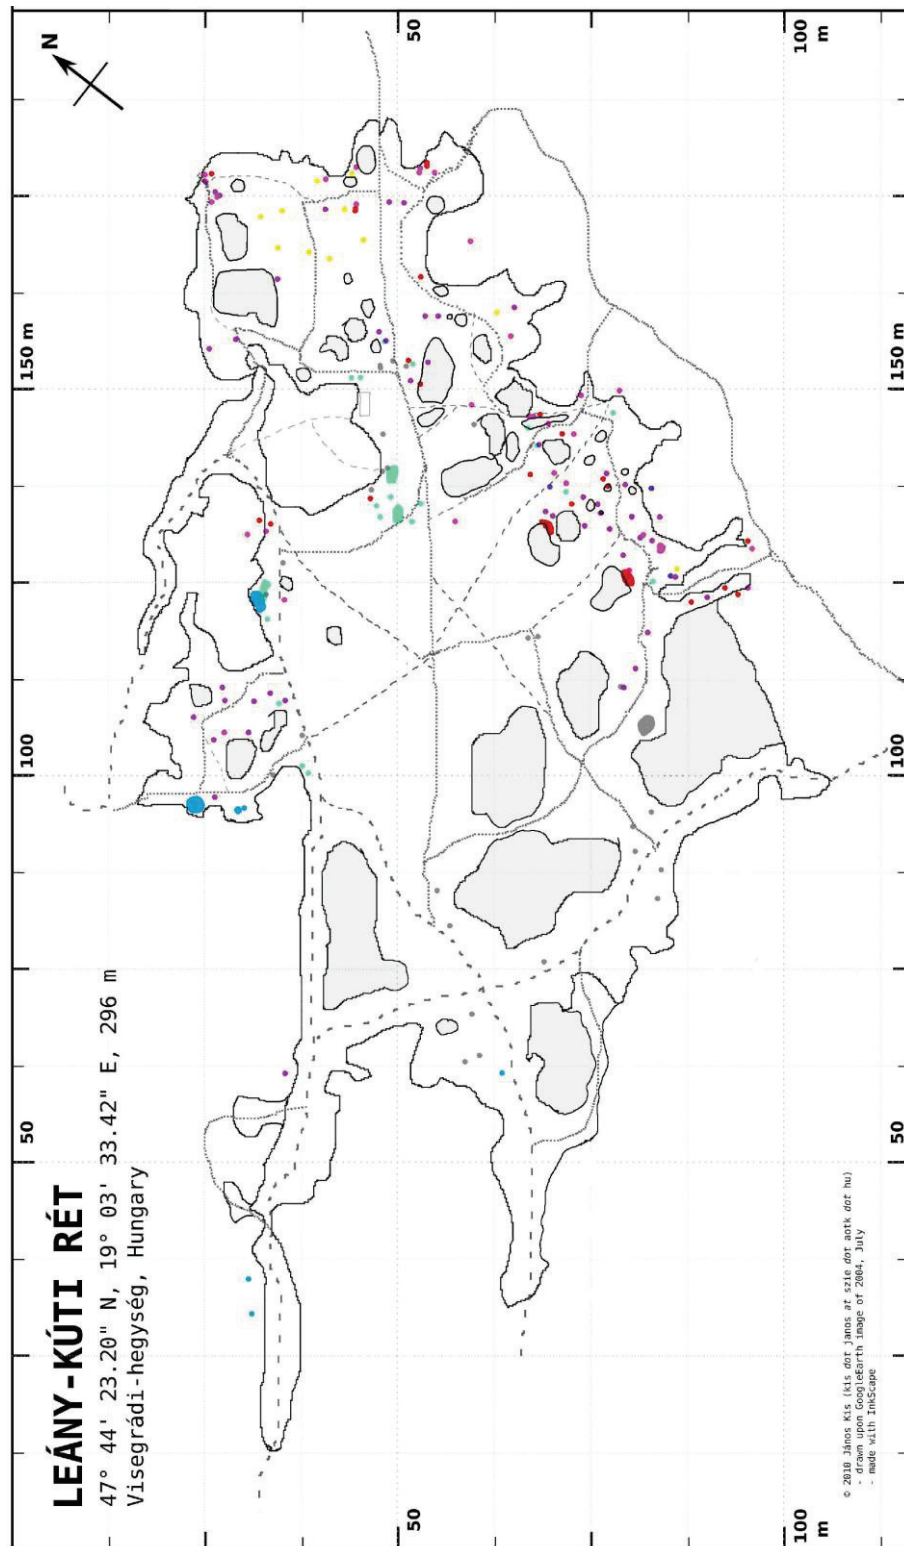 LEÁNY-KÚTI RÉT
47° 44' 23.20" N, 19° 03' 33.42" E, 296 m
Visegrádi-hegység, Hungary
N
50
100
150 m
50
100
m
50
100
150 m
50
100
m
© 2010 János Kis (kis dot janos at szie dot aotk dot hu)
- drawn upon GoogleEarth image of 2004, July
- made with InkScape